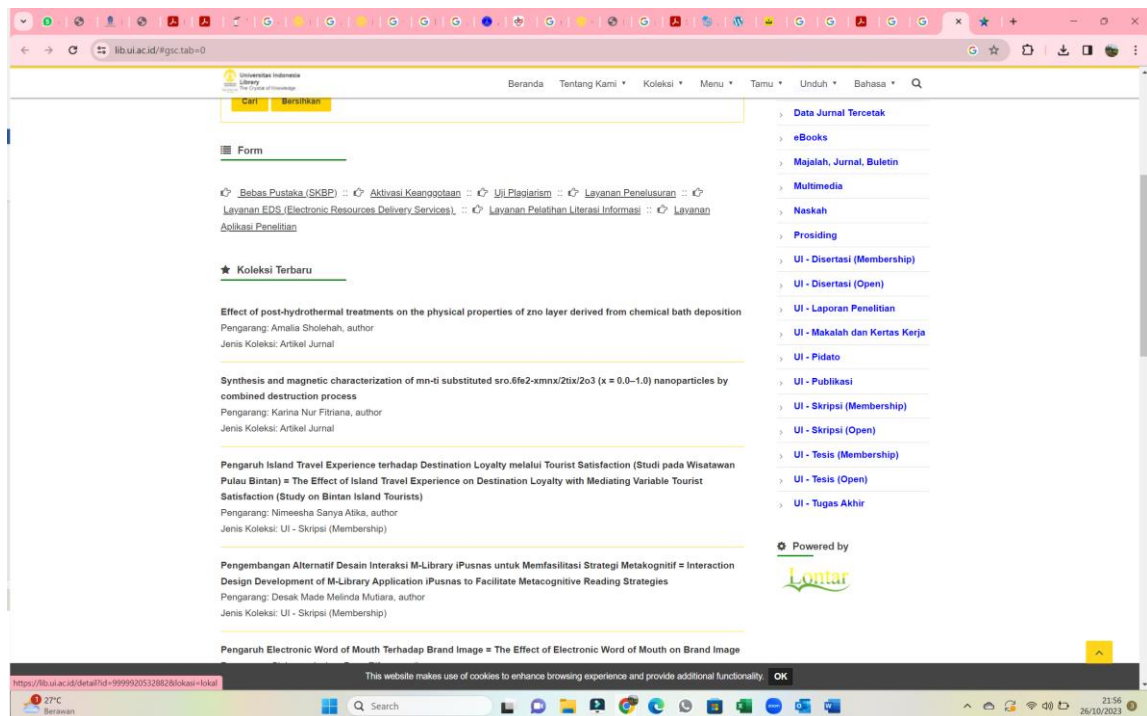 lib.ui.ac.id/#gsc.tab=0
Universitas Indonesia
Library
The Crystal of Knowledge
Beranda Tentang Kami Koleksi Menu Tamu Unduh Bahasa
Cari Bersihkan
Form
Bebas Pustaka (SKBP) :: Aktivasi Keanggotaan :: Uji Plagiarism :: Layanan Penelusuran ::
Layanan EDS (Electronic Resources Delivery Services) :: Layanan Pelatihan Literasi Informasi :: Layanan
Aplikasi Penelitian
Koleksi Terbaru
Effect of post-hydrothermal treatments on the physical properties of zno layer derived from chemical bath deposition
Pengarang: Amalia Sholehah, author
Jenis Koleksi: Artikel Jurnal
Synthesis and magnetic characterization of mn-ti substituted sro.6fe2-xmnx/2tix/2o3 (x = 0.0–1.0) nanoparticles by
combined destruction process
Pengarang: Karina Nur Fitriana, author
Jenis Koleksi: Artikel Jurnal
Pengaruh Island Travel Experience terhadap Destination Loyalty melalui Tourist Satisfaction (Studi pada Wisatawan
Pulau Bintan) = The Effect of Island Travel Experience on Destination Loyalty with Mediating Variable Tourist
Satisfaction (Study on Bintan Island Tourists)
Pengarang: Nimeesha Sanya Atika, author
Jenis Koleksi: UI - Skripsi (Membership)
Pengembangan Alternatif Desain Interaksi M-Library iPusnas untuk Memfasilitasi Strategi Metakognitif = Interaction
Design Development of M-Library Application iPusnas to Facilitate Metacognitive Reading Strategies
Pengarang: Desak Made Melinda Mutiara, author
Jenis Koleksi: UI - Skripsi (Membership)
Pengaruh Electronic Word of Mouth Terhadap Brand Image = The Effect of Electronic Word of Mouth on Brand Image
Data Jurnal Tercetak
eBooks
Majalah, Jurnal, Buletin
Multimedia
Naskah
Prosiding
UI - Disertasi (Membership)
UI - Disertasi (Open)
UI - Laporan Penelitian
UI - Makalah dan Kertas Kerja
UI - Pidato
UI - Publikasi
UI - Skripsi (Membership)
UI - Skripsi (Open)
UI - Tesis (Membership)
UI - Tesis (Open)
UI - Tugas Akhir
Powered by
Lontar
This website makes use of cookies to enhance browsing experience and provide additional functionality. OK
https://lib.ui.ac.id/detail?id=9999920532882&lokasi=lokal
27°C
Berawan
Search
21:56
26/10/2023